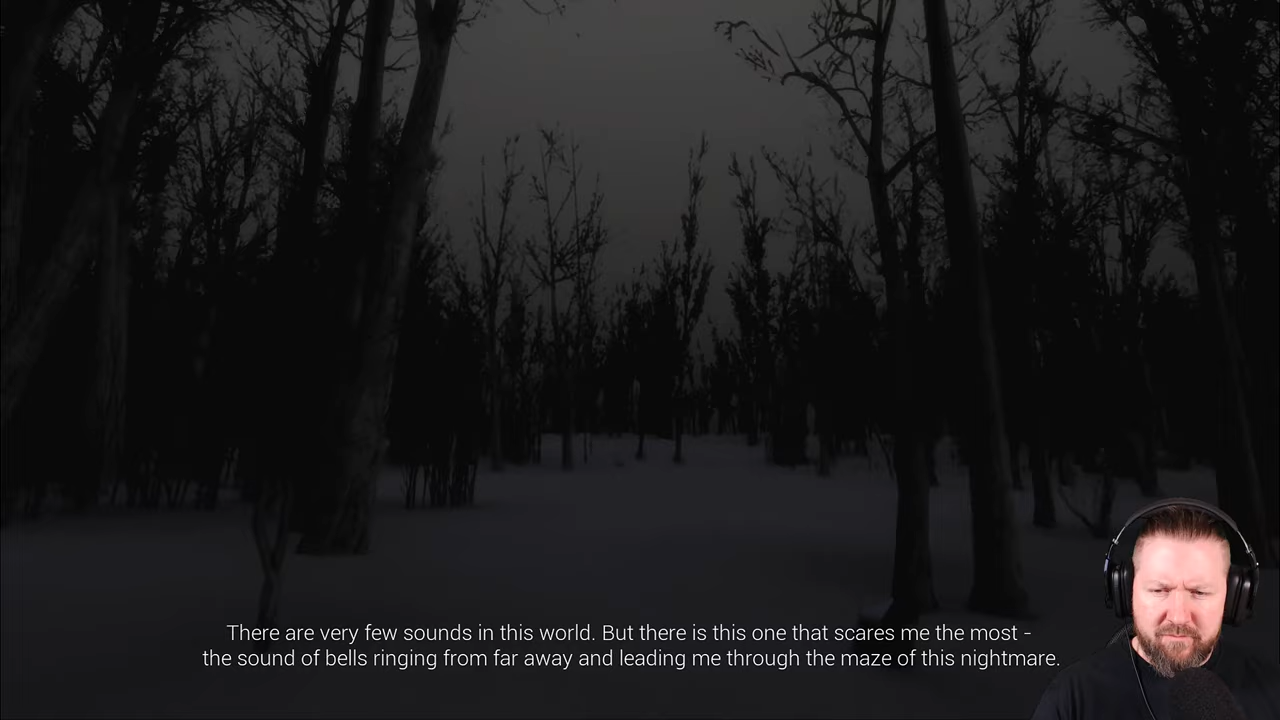 There are very few sounds in this world. But there is this one that scares me the most -
the sound of bells ringing from far away and leading me through the maze of this nightmare.